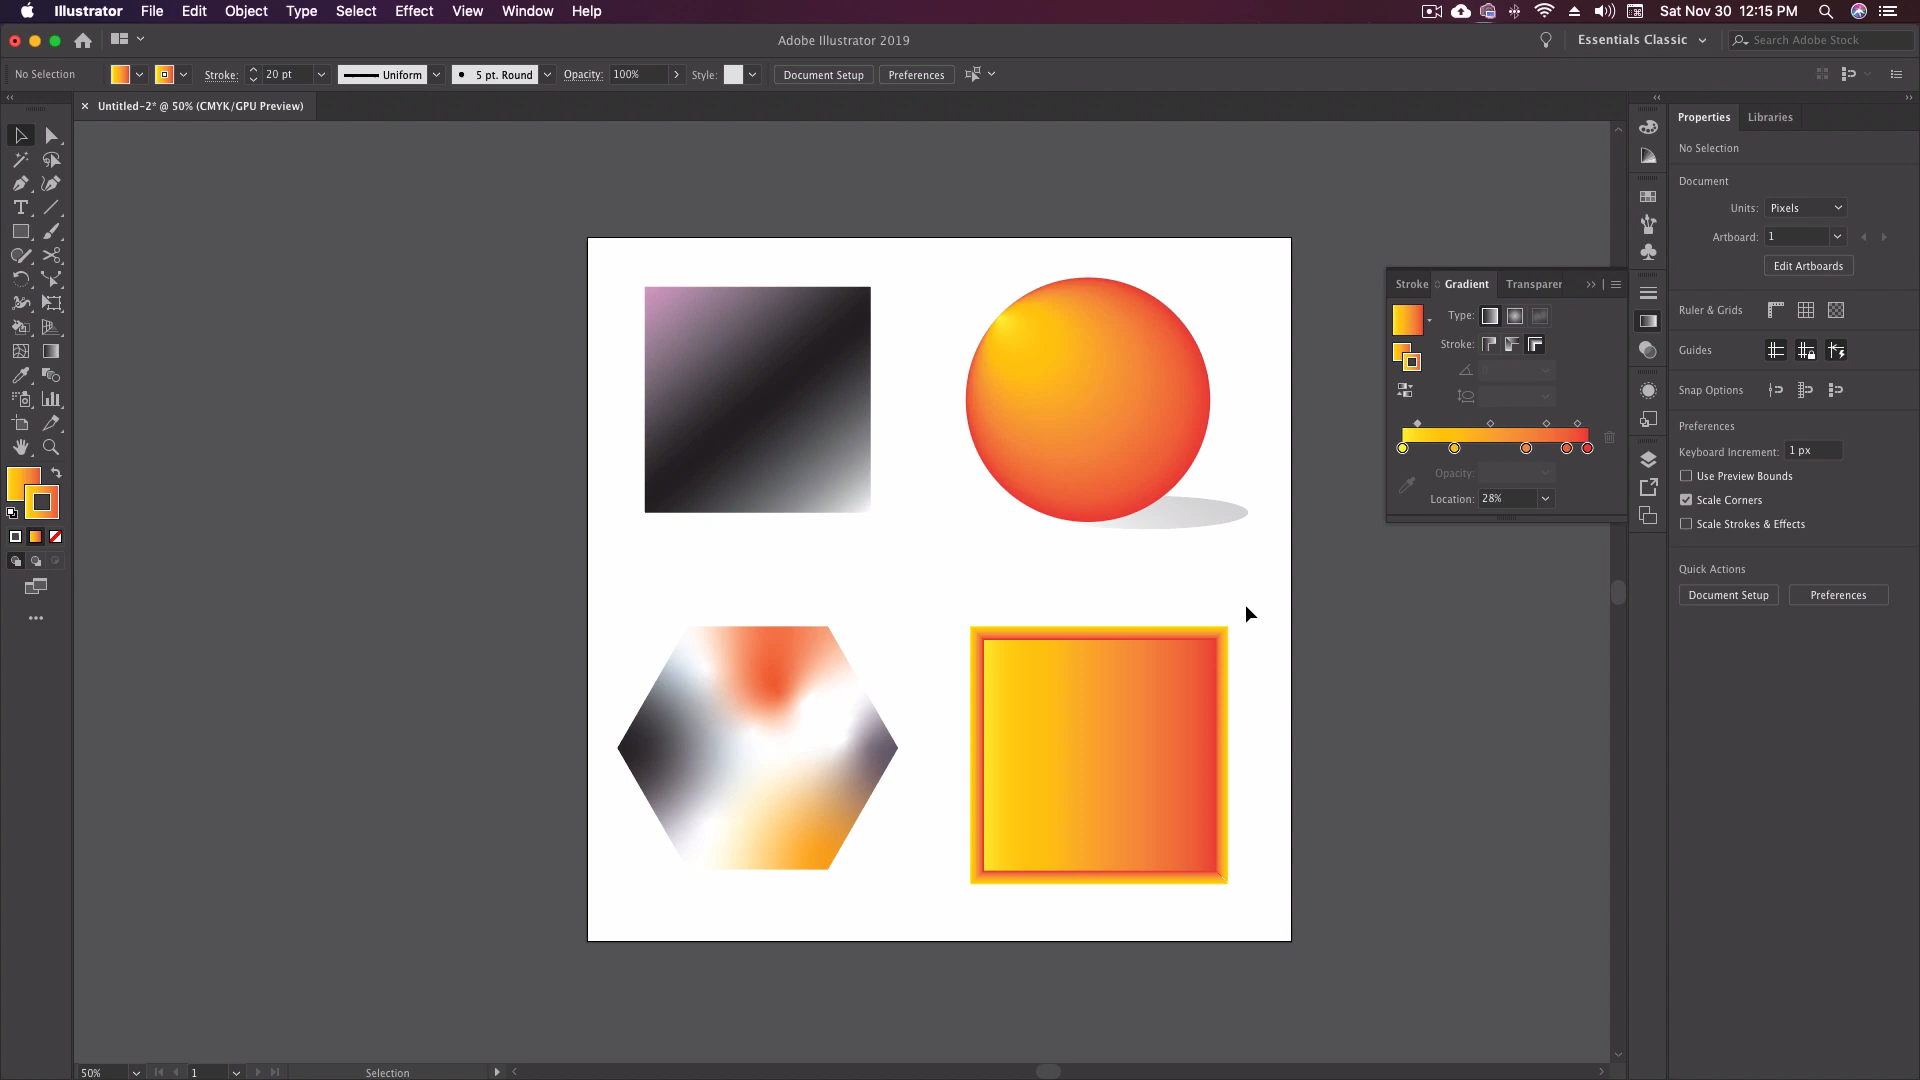 Illustrator File Edit Object Type Select Effect View Window Help
Sat Nov 30 12:15 PM
Adobe Illustrator 2019
Essentials Classic
Search Adobe Stock
No Selection
Stroke: 20 pt
Uniform
5 pt. Round
Opacity: 100%
Style:
Document Setup
Preferences
× Untitled-2* @ 50% (CMYK/GPU Preview)
Properties
Libraries
No Selection
Document
Units: Pixels
Artboard: 1
Edit Artboards
Ruler & Grids
Guides
Snap Options
Preferences
Keyboard Increment: 1 px
Use Preview Bounds
Scale Corners
Scale Strokes & Effects
Quick Actions
Document Setup
Preferences
Stroke
Gradient
Transparer
Type:
Stroke:
0
Opacity:
Location: 28%
50%
1
Selection